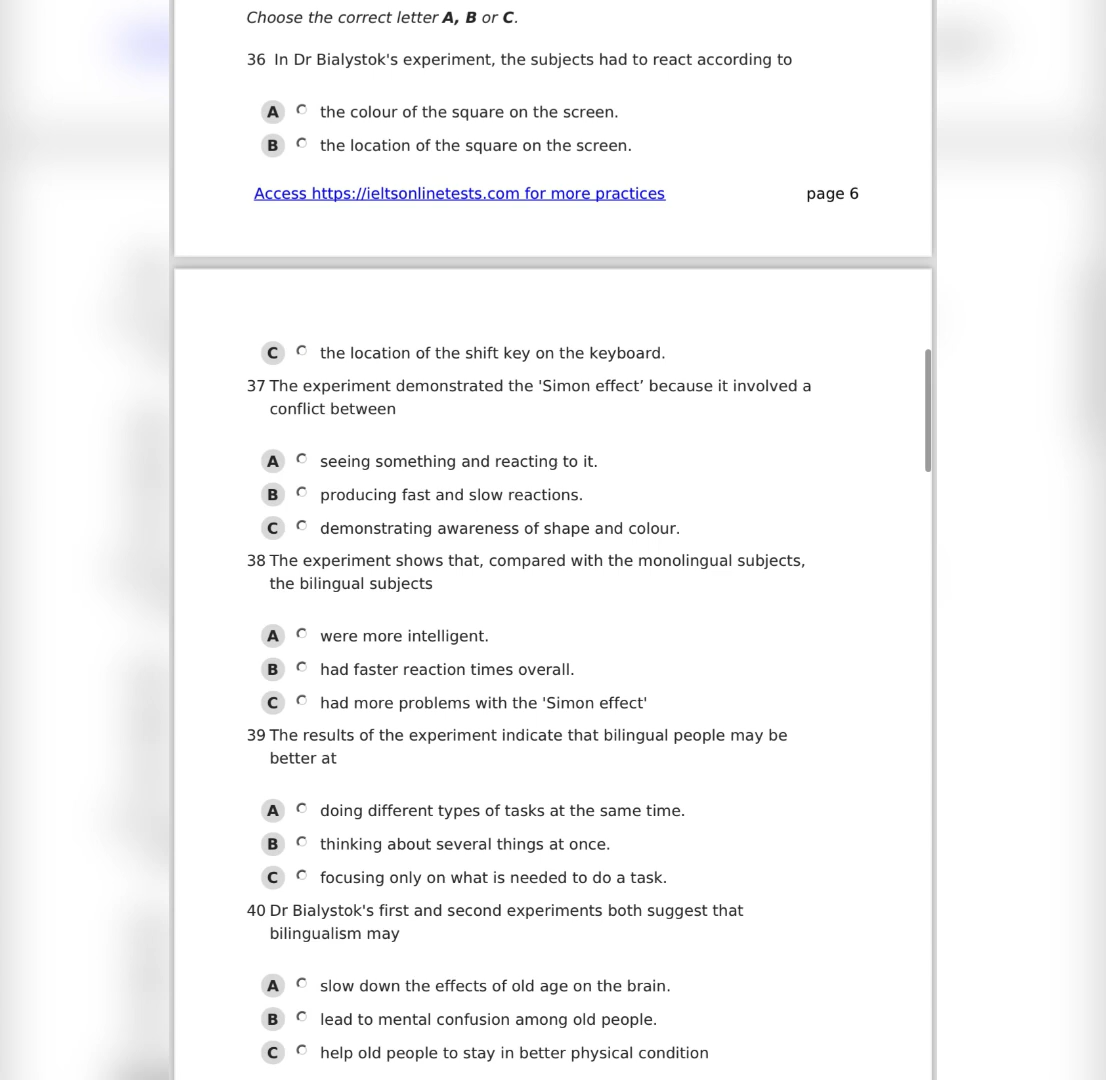 Choose the correct letter A, B or C.
36 In Dr Bialystok's experiment, the subjects had to react according to
A the colour of the square on the screen.
B the location of the square on the screen.
Access https://ieltsonlinetests.com for more practices page 6
C the location of the shift key on the keyboard.
37 The experiment demonstrated the 'Simon effect’ because it involved a
conflict between
A seeing something and reacting to it.
B producing fast and slow reactions.
C demonstrating awareness of shape and colour.
38 The experiment shows that, compared with the monolingual subjects,
the bilingual subjects
A were more intelligent.
B had faster reaction times overall.
C had more problems with the 'Simon effect'
39 The results of the experiment indicate that bilingual people may be
better at
A doing different types of tasks at the same time.
B thinking about several things at once.
C focusing only on what is needed to do a task.
40 Dr Bialystok's first and second experiments both suggest that
bilingualism may
A slow down the effects of old age on the brain.
B lead to mental confusion among old people.
C help old people to stay in better physical condition